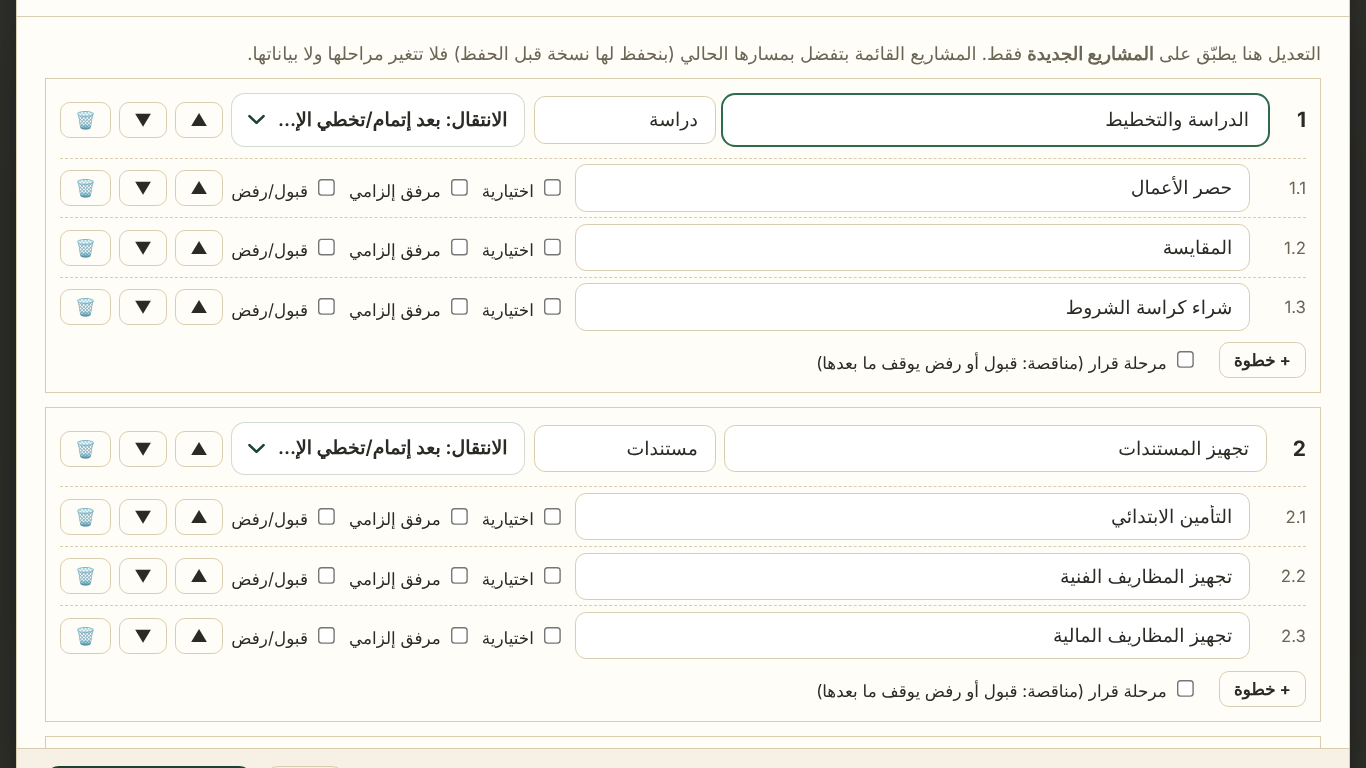 التعديل هنا يطبّق على المشاريع الجديدة فقط. المشاريع القائمة بتفضل بمسارها الحالي (بنحفظ لها نسخة قبل الحفظ) فلا تتغير مراحلها ولا بياناتها.
1 الدراسة والتخطيط دراسة الانتقال: بعد إتمام/تخطي الإ... ▲ ▼
1.1 حصر الأعمال اختيارية مرفق إلزامي قبول/رفض ▲ ▼
1.2 المقايسة اختيارية مرفق إلزامي قبول/رفض ▲ ▼
1.3 شراء كراسة الشروط اختيارية مرفق إلزامي قبول/رفض ▲ ▼
+ خطوة مرحلة قرار (مناقصة: قبول أو رفض يوقف ما بعدها)
2 تجهيز المستندات مستندات الانتقال: بعد إتمام/تخطي الإ... ▲ ▼
2.1 التأمين الابتدائي اختيارية مرفق إلزامي قبول/رفض ▲ ▼
2.2 تجهيز المظاريف الفنية اختيارية مرفق إلزامي قبول/رفض ▲ ▼
2.3 تجهيز المظاريف المالية اختيارية مرفق إلزامي قبول/رفض ▲ ▼
+ خطوة مرحلة قرار (مناقصة: قبول أو رفض يوقف ما بعدها)